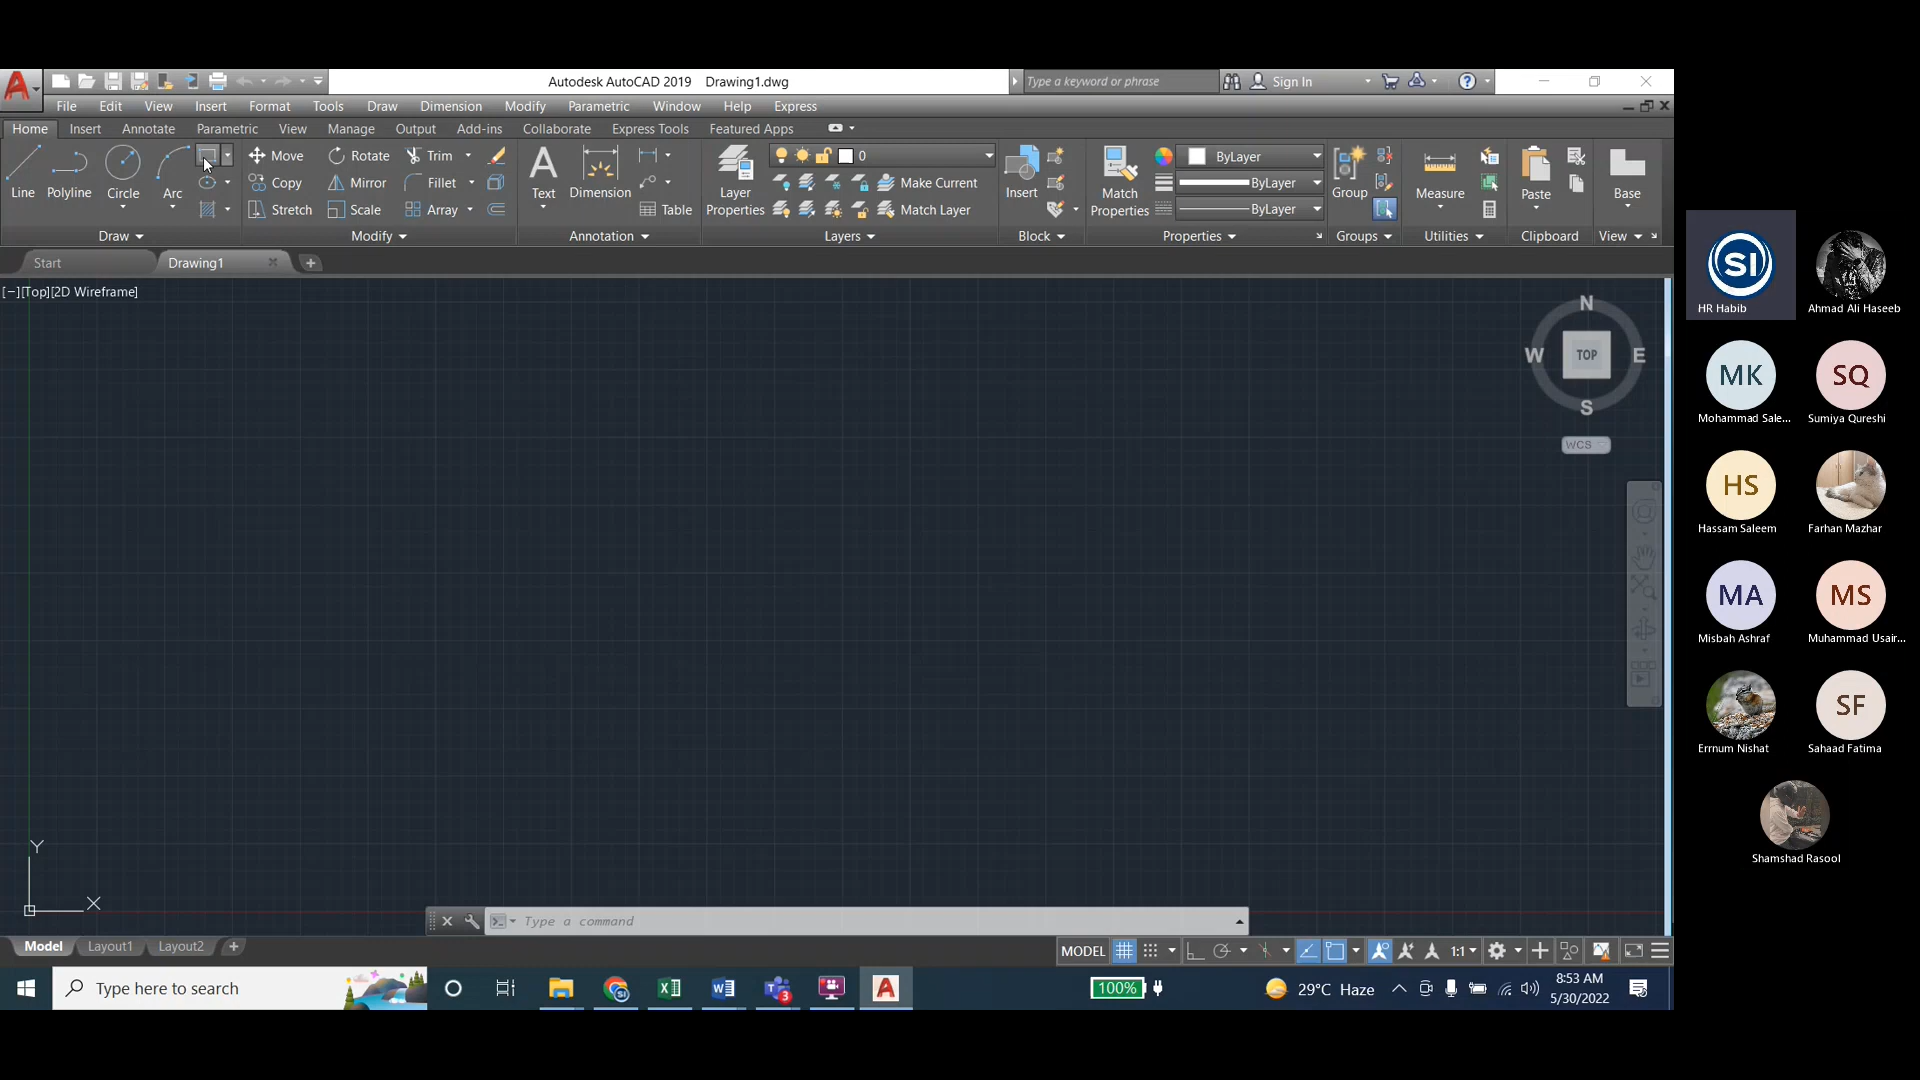 Autodesk AutoCAD 2019 Drawing1.dwg
Type a keyword or phrase
Sign In
File Edit View Insert Format Tools Draw Dimension Modify Parametric Window Help Express
Home Insert Annotate Parametric View Manage Output Add-ins Collaborate Express Tools Featured Apps
Line Polyline Circle Arc
Move Rotate Trim
Copy Mirror Fillet
Stretch Scale Array
Text Dimension Table
Layer Properties
0
Make Current
Match Layer
Insert
Match Properties
ByLayer
ByLayer
ByLayer
Group
Measure
Paste
Base
Draw Modify Annotation Layers Block Properties Groups Utilities Clipboard View
Start Drawing1
[−][Top][2D Wireframe]
N
W TOP E
S
WCS
Y
X
Type a command
Model Layout1 Layout2
MODEL 1:1
Type here to search
3
100%
29°C Haze
8:53 AM
5/30/2022
SI
HR Habib
Ahmad Ali Haseeb
MK
Mohammad Sale...
SQ
Sumiya Qureshi
HS
Hassam Saleem
Farhan Mazhar
MA
Misbah Ashraf
MS
Muhammad Usair...
Errnum Nishat
SF
Sahaad Fatima
Shamshad Rasool